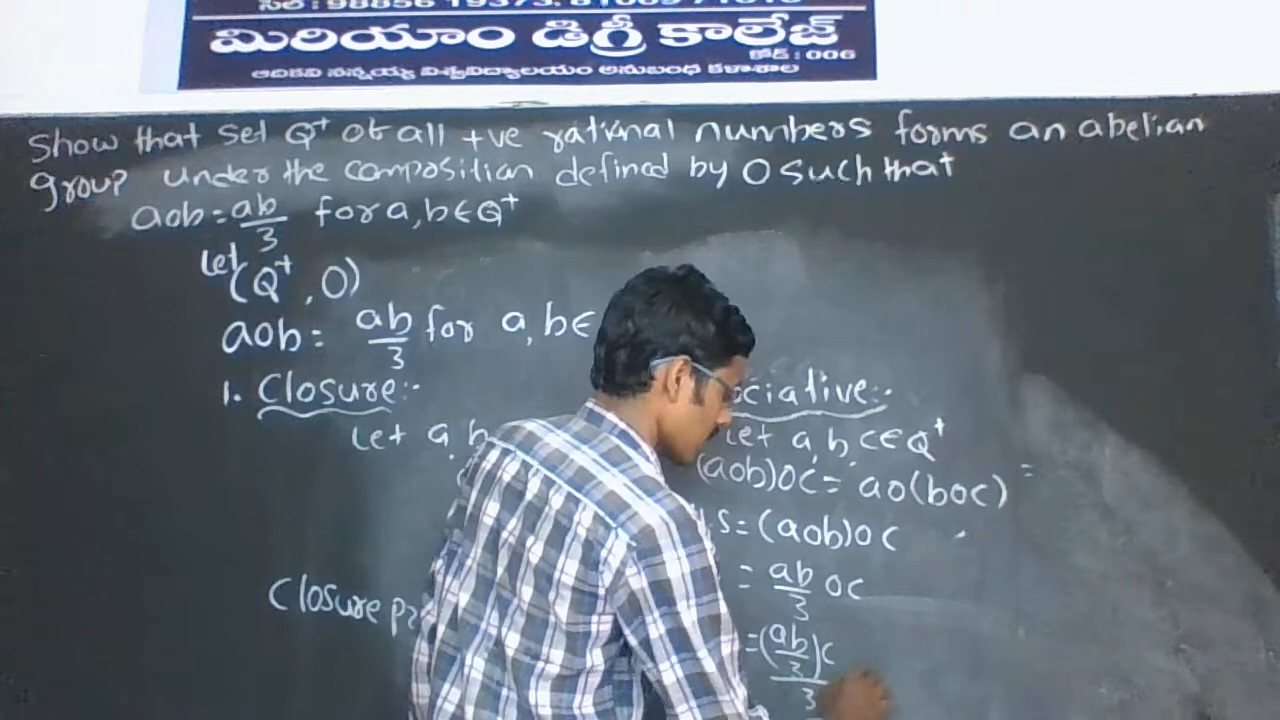 మిరియాం డిగ్రీ కాలేజ్
కోడ్ : 006
ఆదికవి నన్నయ్య విశ్వవిద్యాలయం అనుబంధ కళాశాల
Show that set Q⁺ of all +ve rational numbers forms an abelian
group under the composition defined by O such that
aob = ab/3 for a, b ∈ Q⁺
Let (Q⁺, O)
aob = ab/3 for a, b ∈
1. Closure:-
Let a, b
Closure
ociative:-
Let a, b, c ∈ Q⁺
(aob)oc = ao(boc) =
.S = (aob)oc
= ab/3 oc
= (ab/3)c/3